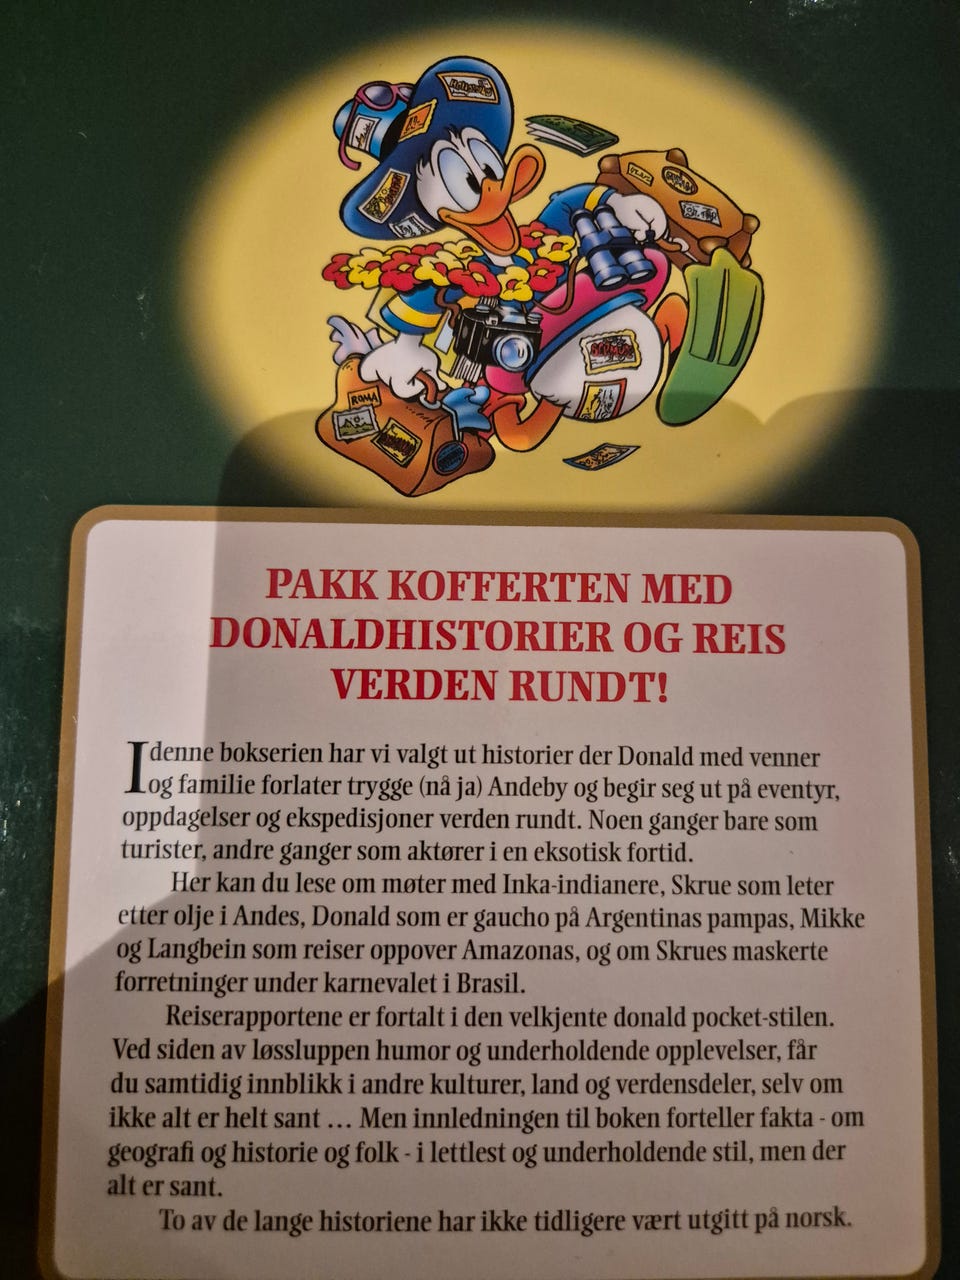 ROMA
PAKK KOFFERTEN MED
DONALDHISTORIER OG REIS
VERDEN RUNDT!
I denne bokserien har vi valgt ut historier der Donald med venner
og familie forlater trygge (nå ja) Andeby og begir seg ut på eventyr,
oppdagelser og ekspedisjoner verden rundt. Noen ganger bare som
turister, andre ganger som aktører i en eksotisk fortid.
Her kan du lese om møter med Inka-indianere, Skrue som leter
etter olje i Andes, Donald som er gaucho på Argentinas pampas, Mikke
og Langbein som reiser oppover Amazonas, og om Skrues maskerte
forretninger under karnevalet i Brasil.
Reiserapportene er fortalt i den velkjente donald pocket-stilen.
Ved siden av løssluppen humor og underholdende opplevelser, får
du samtidig innblikk i andre kulturer, land og verdensdeler, selv om
ikke alt er helt sant ... Men innledningen til boken forteller fakta - om
geografi og historie og folk - i lettlest og underholdende stil, men der
alt er sant.
To av de lange historiene har ikke tidligere vært utgitt på norsk.